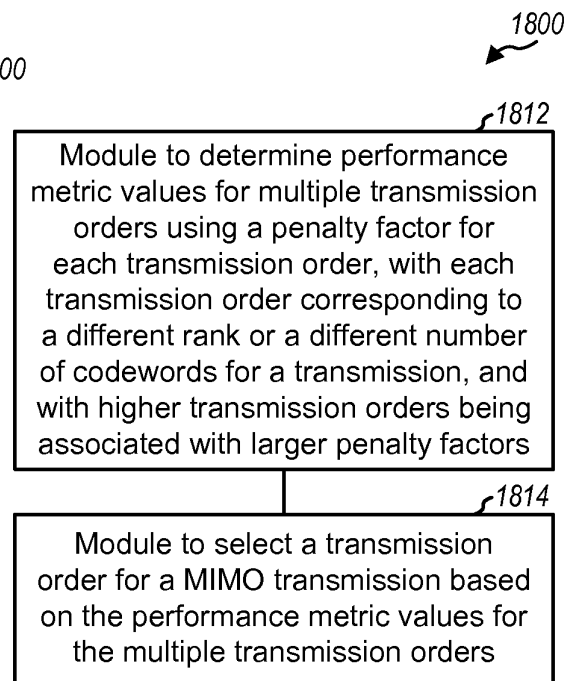 1800
00
1812
Module to determine performance
metric values for multiple transmission
orders using a penalty factor for
each transmission order, with each
transmission order corresponding to
a different rank or a different number
of codewords for a transmission, and
with higher transmission orders being
associated with larger penalty factors
1814
Module to select a transmission
order for a MIMO transmission based
on the performance metric values for
the multiple transmission orders